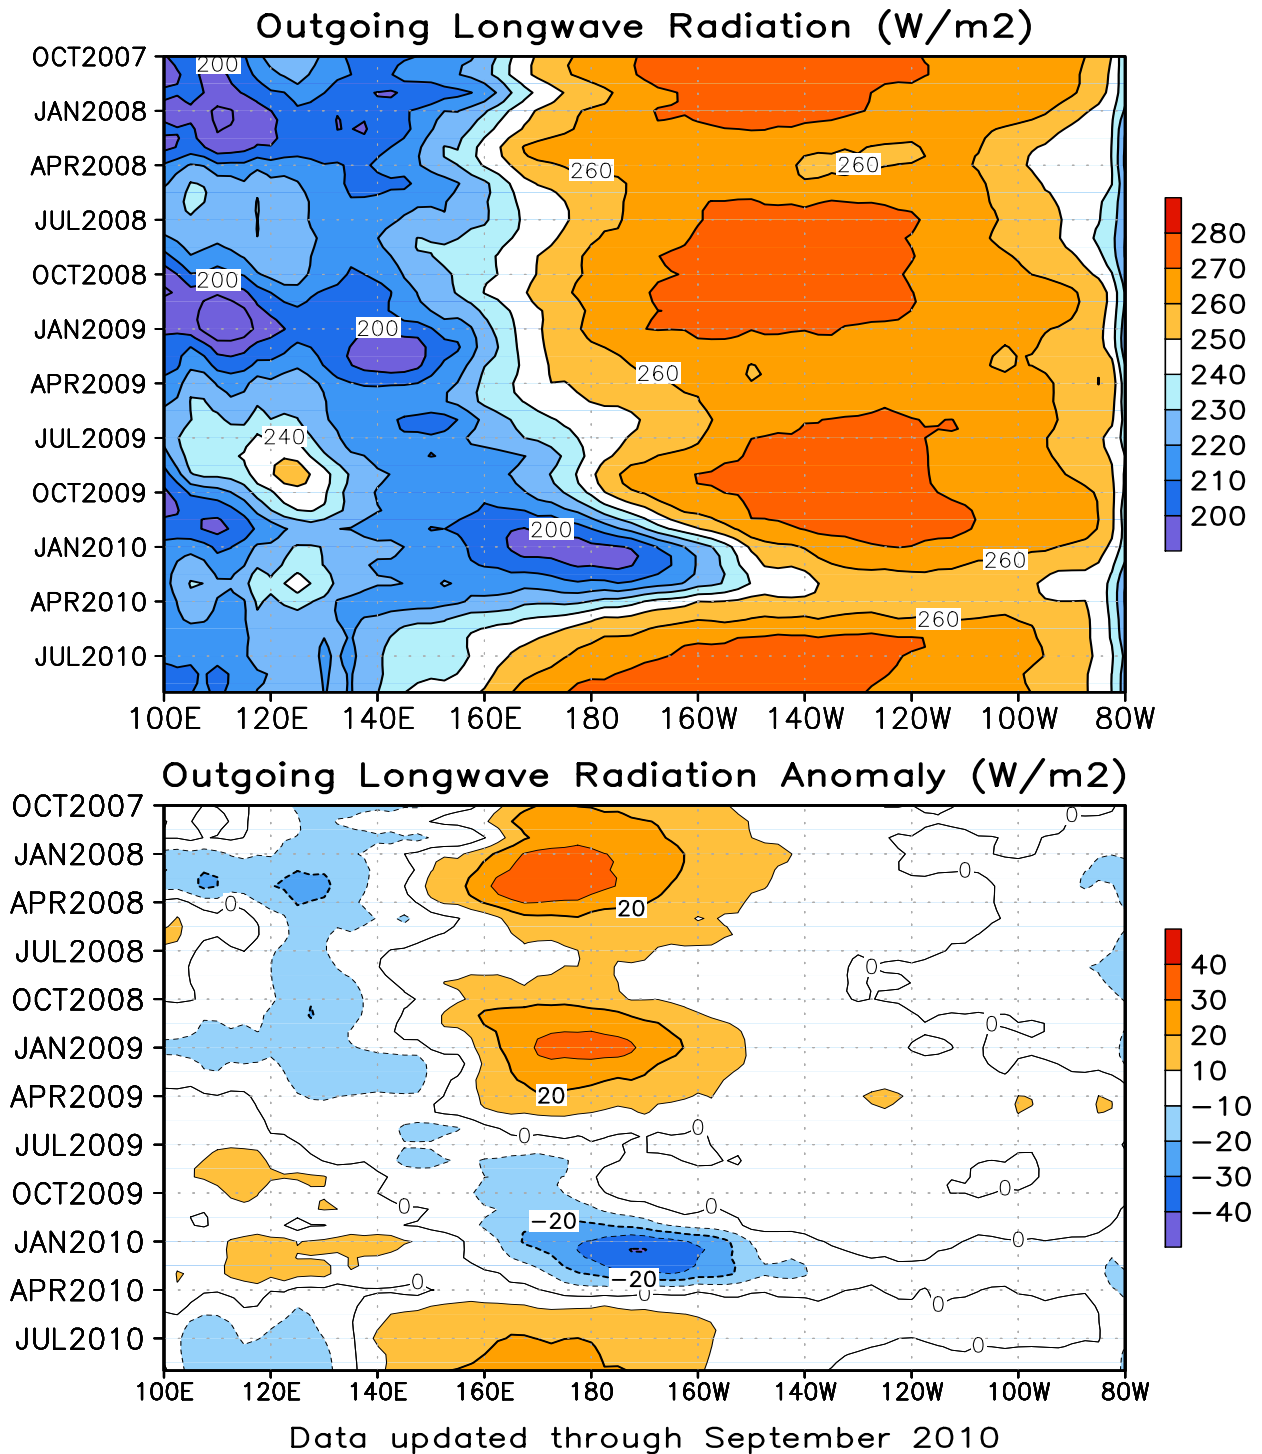 Outgoing Longwave Radiation (W/m2)
OCT2007
JAN2008
APR2008
JUL2008
OCT2008
JAN2009
APR2009
JUL2009
OCT2009
JAN2010
APR2010
JUL2010
200
260
260
200
200
260
240
200
260
260
100E 120E 140E 160E 180 160W 140W 120W 100W 80W
280
270
260
250
240
230
220
210
200
Outgoing Longwave Radiation Anomaly (W/m2)
OCT2007
JAN2008
APR2008
JUL2008
OCT2008
JAN2009
APR2009
JUL2009
OCT2009
JAN2010
APR2010
JUL2010
0
0
0
20
0
0
20
0
0
0
0
0
-20
0
-20
0
0
0
0
100E 120E 140E 160E 180 160W 140W 120W 100W 80W
40
30
20
10
-10
-20
-30
-40
Data updated through September 2010